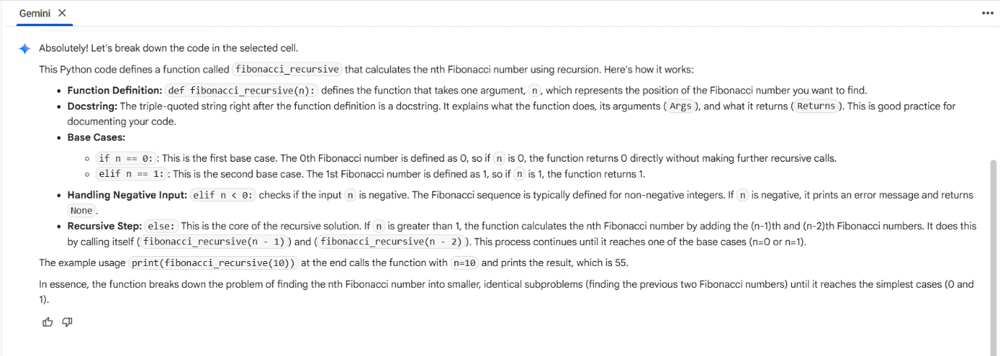 Gemini
Absolutely! Let's break down the code in the selected cell.
This Python code defines a function called fibonacci_recursive that calculates the nth Fibonacci number using recursion. Here's how it works:
• Function Definition: def fibonacci_recursive(n): defines the function that takes one argument, n, which represents the position of the Fibonacci number you want to find.
• Docstring: The triple-quoted string right after the function definition is a docstring. It explains what the function does, its arguments (Args), and what it returns (Returns). This is good practice for
documenting your code.
• Base Cases:
○ if n == 0:: This is the first base case. The 0th Fibonacci number is defined as 0, so if n is 0, the function returns 0 directly without making further recursive calls.
○ elif n == 1:: This is the second base case. The 1st Fibonacci number is defined as 1, so if n is 1, the function returns 1.
• Handling Negative Input: elif n < 0: checks if the input n is negative. The Fibonacci sequence is typically defined for non-negative integers. If n is negative, it prints an error message and returns
None.
• Recursive Step: else: This is the core of the recursive solution. If n is greater than 1, the function calculates the nth Fibonacci number by adding the (n-1)th and (n-2)th Fibonacci numbers. It does this
by calling itself (fibonacci_recursive(n - 1)) and (fibonacci_recursive(n - 2)). This process continues until it reaches one of the base cases (n=0 or n=1).
The example usage print(fibonacci_recursive(10)) at the end calls the function with n=10 and prints the result, which is 55.
In essence, the function breaks down the problem of finding the nth Fibonacci number into smaller, identical subproblems (finding the previous two Fibonacci numbers) until it reaches the simplest cases (0 and
1).